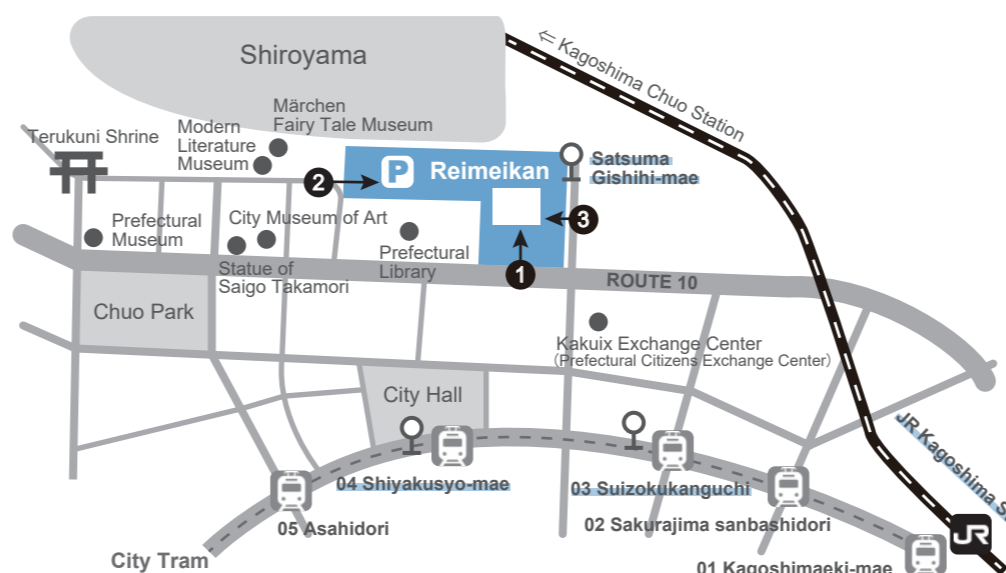 Shiroyama
⇐ Kagoshima Chuo Station
Märchen
Fairy Tale Museum
Terukuni Shrine
Modern
Literature
Museum
P
Reimeikan
Satsuma
Gishihi-mae
2
3
1
Prefectural
Museum
City Museum of Art
Statue of
Saigo Takamori
Prefectural
Library
ROUTE 10
Chuo Park
Kakuix Exchange Center
(Prefectural Citizens Exchange Center)
City Hall
JR Kagoshima S
04 Shiyakusyo-mae
03 Suizokukanguchi
05 Asahidori
02 Sakurajima sanbashidori
JR
City Tram
01 Kagoshimaeki-mae